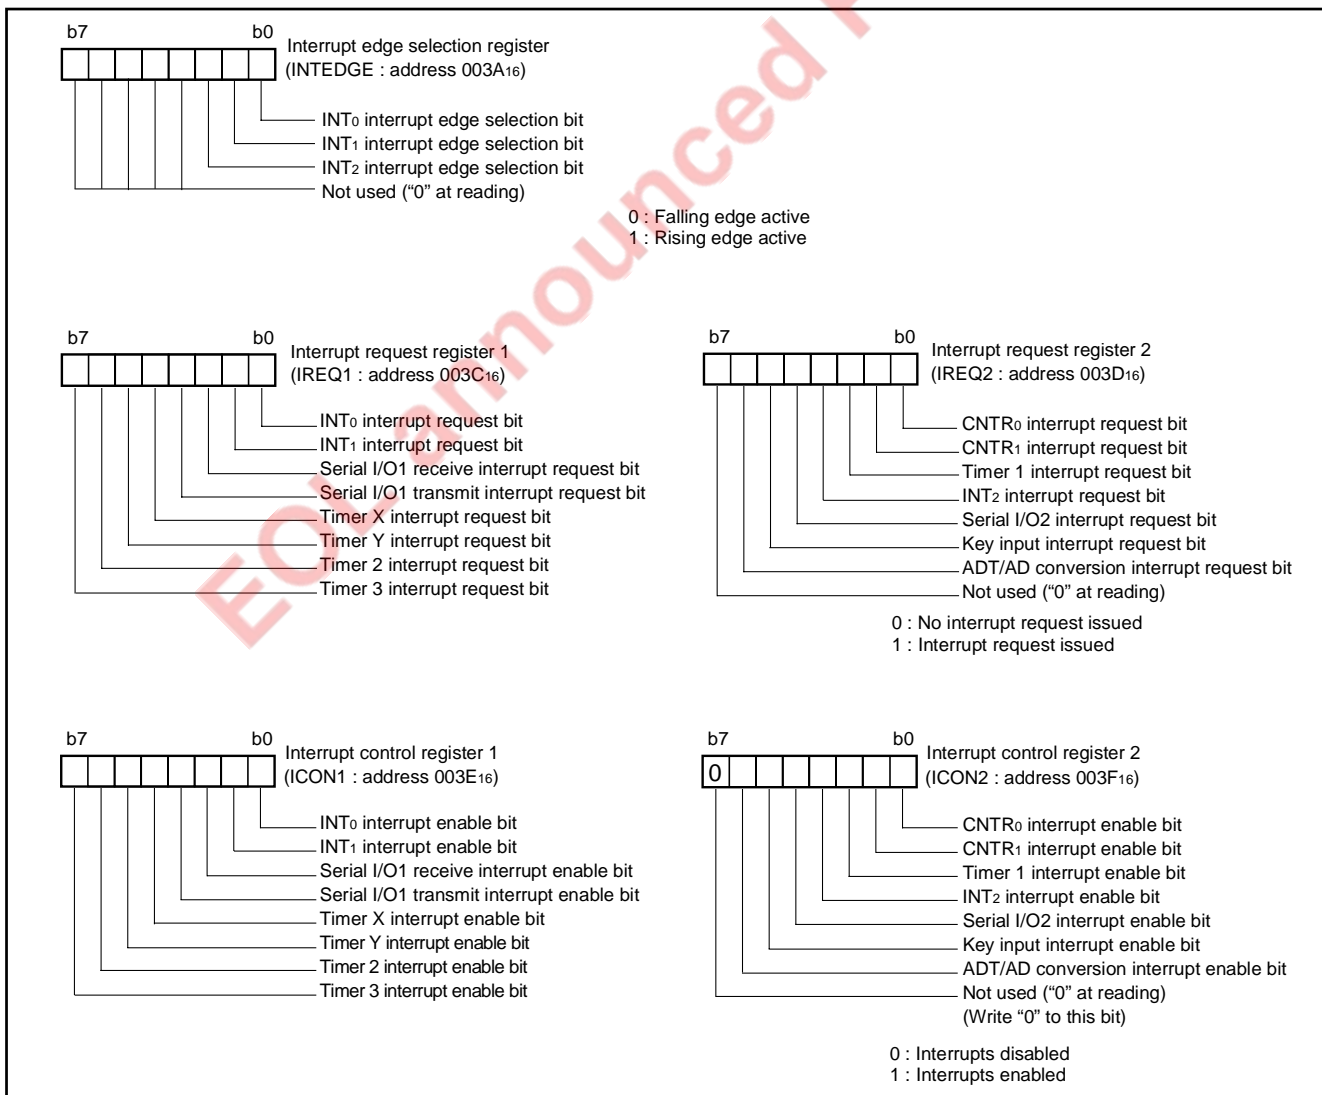 b7 b0
Interrupt edge selection register
(INTEDGE : address 003A16)
INT0 interrupt edge selection bit
INT1 interrupt edge selection bit
INT2 interrupt edge selection bit
Not used (“0” at reading)
0 : Falling edge active
1 : Rising edge active
b7 b0
Interrupt request register 1
(IREQ1 : address 003C16)
INT0 interrupt request bit
INT1 interrupt request bit
Serial I/O1 receive interrupt request bit
Serial I/O1 transmit interrupt request bit
Timer X interrupt request bit
Timer Y interrupt request bit
Timer 2 interrupt request bit
Timer 3 interrupt request bit
b7 b0
Interrupt request register 2
(IREQ2 : address 003D16)
CNTR0 interrupt request bit
CNTR1 interrupt request bit
Timer 1 interrupt request bit
INT2 interrupt request bit
Serial I/O2 interrupt request bit
Key input interrupt request bit
ADT/AD conversion interrupt request bit
Not used (“0” at reading)
0 : No interrupt request issued
1 : Interrupt request issued
b7 b0
Interrupt control register 1
(ICON1 : address 003E16)
INT0 interrupt enable bit
INT1 interrupt enable bit
Serial I/O1 receive interrupt enable bit
Serial I/O1 transmit interrupt enable bit
Timer X interrupt enable bit
Timer Y interrupt enable bit
Timer 2 interrupt enable bit
Timer 3 interrupt enable bit
b7 b0
0
Interrupt control register 2
(ICON2 : address 003F16)
CNTR0 interrupt enable bit
CNTR1 interrupt enable bit
Timer 1 interrupt enable bit
INT2 interrupt enable bit
Serial I/O2 interrupt enable bit
Key input interrupt enable bit
ADT/AD conversion interrupt enable bit
Not used (“0” at reading)
(Write “0” to this bit)
0 : Interrupts disabled
1 : Interrupts enabled
EOL announced